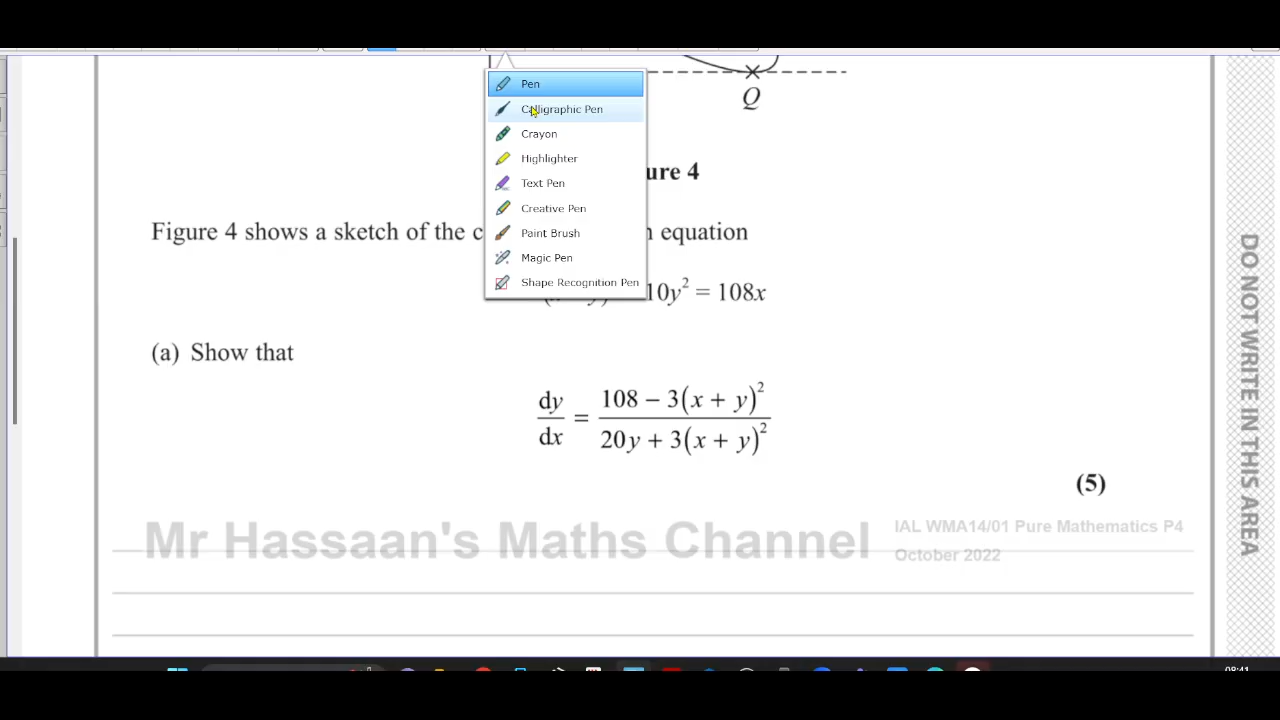 Q
Pen
Calligraphic Pen
Crayon
Highlighter
Text Pen
Creative Pen
Paint Brush
Magic Pen
Shape Recognition Pen
ure 4
Figure 4 shows a sketch of the c
n equation
10y² = 108x
(a) Show that
dy/dx = (108 − 3(x + y)²)/(20y + 3(x + y)²)
(5)
Mr Hassaan's Maths Channel
IAL WMA14/01 Pure Mathematics P4
October 2022
DO NOT WRITE IN THIS AREA
08:41